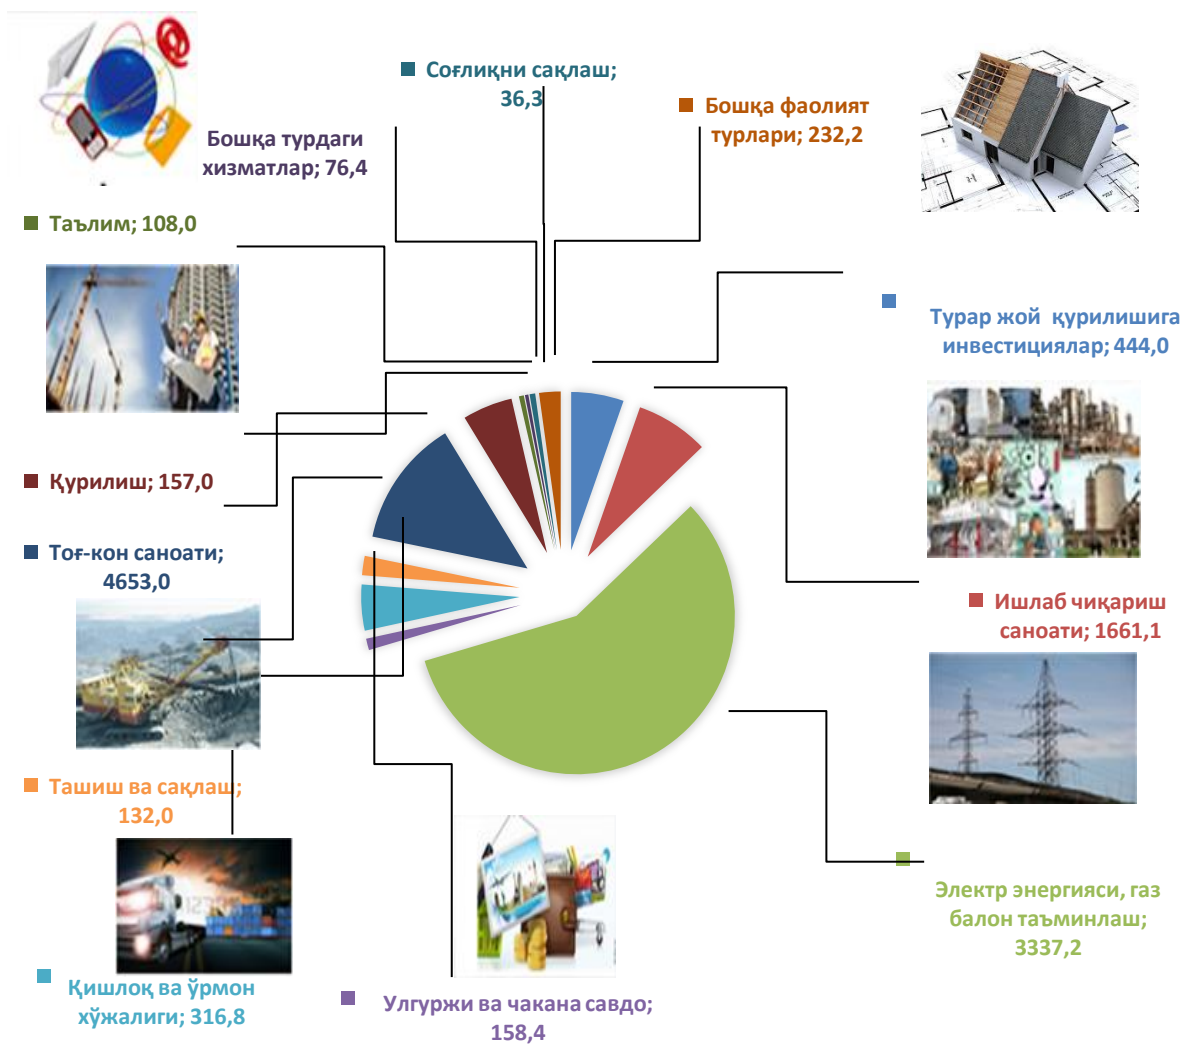 Соғлиқни сақлаш;
36,3
Бошқа фаолият
турлари; 232,2
Бошқа турдаги
хизматлар; 76,4
Таълим; 108,0
Турар жой қурилишига
инвестициялар; 444,0
Қурилиш; 157,0
Тоғ-кон саноати;
4653,0
Ишлаб чиқариш
саноати; 1661,1
Ташиш ва сақлаш;
132,0
Электр энергияси, газ
балон таъминлаш;
3337,2
Қишлоқ ва ўрмон
хўжалиги; 316,8
Улгуржи ва чакана савдо;
158,4